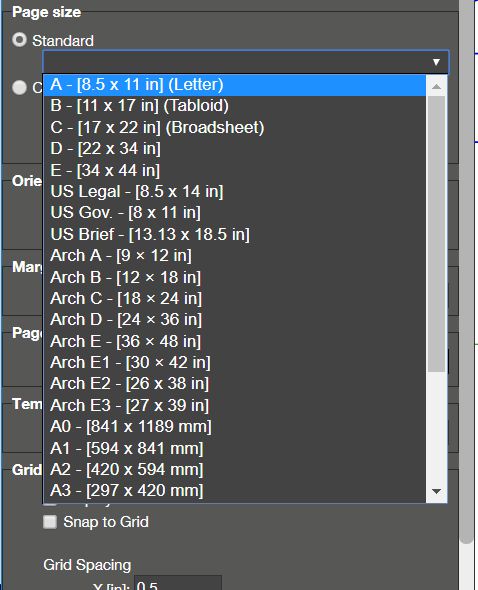 Page size
Standard
C
A - [8.5 x 11 in] (Letter)
B - [11 x 17 in] (Tabloid)
C - [17 x 22 in] (Broadsheet)
D - [22 x 34 in]
E - [34 x 44 in]
US Legal - [8.5 x 14 in]
Orie
US Gov. - [8 x 11 in]
US Brief - [13.13 x 18.5 in]
Arch A - [9 × 12 in]
Marg
Arch B - [12 × 18 in]
Arch C - [18 × 24 in]
Arch D - [24 × 36 in]
Page
Arch E - [36 × 48 in]
Arch E1 - [30 × 42 in]
Arch E2 - [26 x 38 in]
Tem
Arch E3 - [27 x 39 in]
A0 - [841 x 1189 mm]
A1 - [594 x 841 mm]
Grid
A2 - [420 x 594 mm]
A3 - [297 x 420 mm]
Snap to Grid
Grid Spacing
X [in]: 0.5